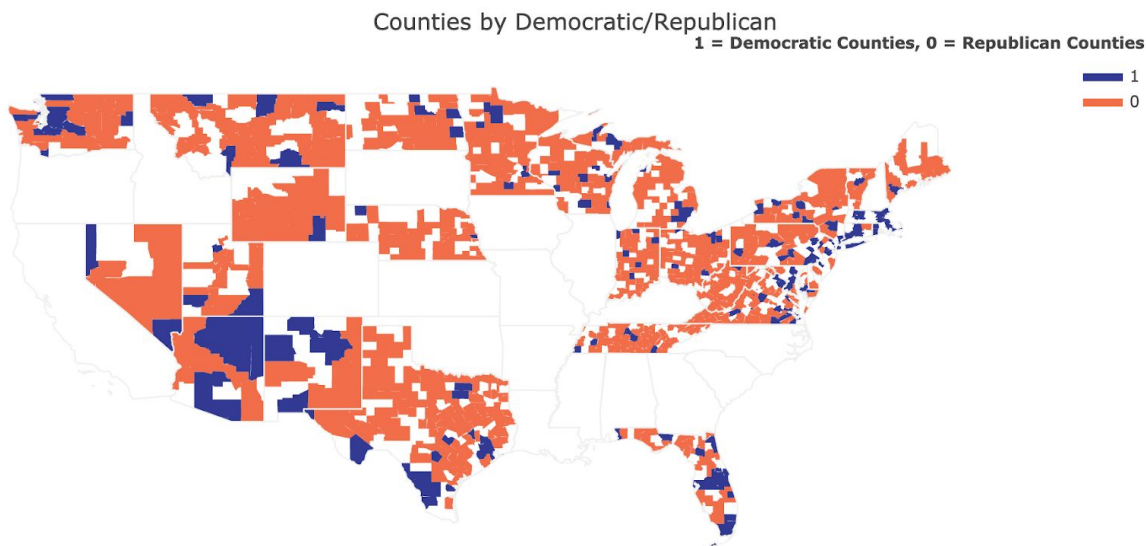 Counties by Democratic/Republican
1 = Democratic Counties, 0 = Republican Counties
1
0